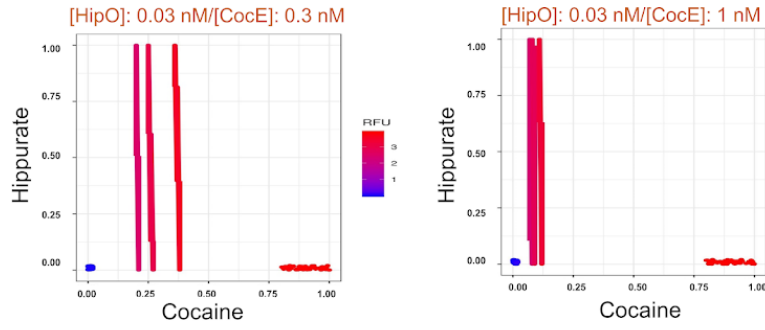 [HipO]: 0.03 nM/[CocE]: 0.3 nM
[HipO]: 0.03 nM/[CocE]: 1 nM
1.00
0.75
0.50
0.25
0.00
Hippurate
0.00 0.25 0.50 0.75 1.00
Cocaine
RFU
3
2
1
1.00
0.75
0.50
0.25
0.00
Hippurate
0.00 0.25 0.50 0.75 1.00
Cocaine